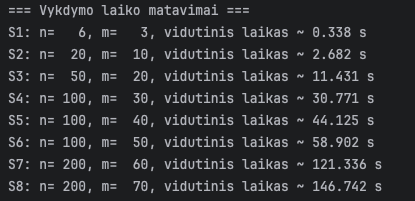 === Vykdymo laiko matavimai ===
S1: n=   6, m=   3, vidutinis laikas ~ 0.338 s
S2: n=  20, m=  10, vidutinis laikas ~ 2.682 s
S3: n=  50, m=  20, vidutinis laikas ~ 11.431 s
S4: n= 100, m=  30, vidutinis laikas ~ 30.771 s
S5: n= 100, m=  40, vidutinis laikas ~ 44.125 s
S6: n= 100, m=  50, vidutinis laikas ~ 58.902 s
S7: n= 200, m=  60, vidutinis laikas ~ 121.336 s
S8: n= 200, m=  70, vidutinis laikas ~ 146.742 s